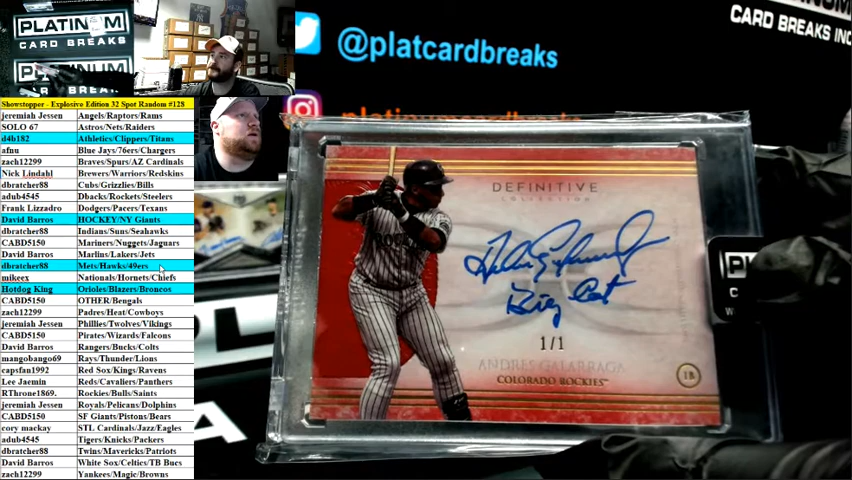 PLATINUM
CARD BREAKS
PLATINUM
CARD BREAKS
@platcardbreaks
CARD BREAKS INC
Showstopper - Explosive Edition 32 Spot Random #128
jeremiah Jessen Angels/Raptors/Rams
SOLO 67 Astros/Nets/Raiders
d4b182 Athletics/Clippers/Titans
afnu Blue Jays/76ers/Chargers
zach12299 Braves/Spurs/AZ Cardinals
Nick Lindahl Brewers/Warriors/Redskins
dbratcher88 Cubs/Grizzlies/Bills
adub4545 Dbacks/Rockets/Steelers
Frank Lizzadro Dodgers/Pacers/Texans
David Barros HOCKEY/NY Giants
dbratcher88 Indians/Suns/Seahawks
CABD5150 Mariners/Nuggets/Jaguars
David Barros Marlins/Lakers/Jets
dbratcher88 Mets/Hawks/49ers
mikeex Nationals/Hornets/Chiefs
Hotdog King Orioles/Blazers/Broncos
CABD5150 OTHER/Bengals
zach12299 Padres/Heat/Cowboys
jeremiah Jessen Phillies/Twolves/Vikings
CABD5150 Pirates/Wizards/Falcons
David Barros Rangers/Bucks/Colts
mangobango69 Rays/Thunder/Lions
capsfan1992 Red Sox/Kings/Ravens
Lee Jaemin Reds/Cavaliers/Panthers
RThrone1869. Rockies/Bulls/Saints
jeremiah Jessen Royals/Pelicans/Dolphins
CABD5150 SF Giants/Pistons/Bears
cory mackay STL Cardinals/Jazz/Eagles
adub4545 Tigers/Knicks/Packers
dbratcher88 Twins/Mavericks/Patriots
David Barros White Sox/Celtics/TB Bucs
zach12299 Yankees/Magic/Browns
DEFINITIVE
COLLECTION
Big Cat
1/1
ANDRES GALARRAGA
COLORADO ROCKIES™
1B